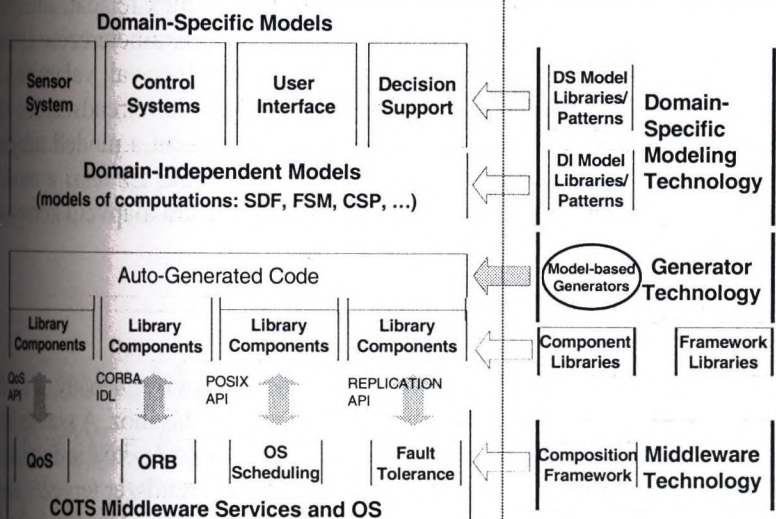 Domain-Specific Models
Sensor
System
Control
Systems
User
Interface
Decision
Support
DS Model
Libraries/
Patterns
Domain-Independent Models
(models of computations: SDF, FSM, CSP, ...)
DI Model
Libraries/
Patterns
Domain-
Specific
Modeling
Technology
Auto-Generated Code
Model-based
Generators
Generator
Technology
Library
Components
Library
Components
Library
Components
Library
Components
Component
Libraries
Framework
Libraries
QoS
API
CORBA
IDL
POSIX
API
REPLICATION
API
QoS
ORB
OS
Scheduling
Fault
Tolerance
Composition
Framework
Middleware
Technology
COTS Middleware Services and OS